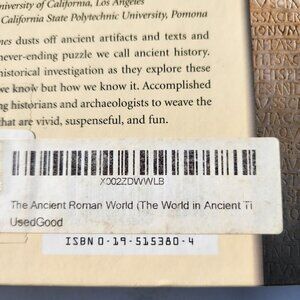 niversity of California, Los Angeles
California State Polytechnic University, Pomona
mes dusts off ancient artifacts and texts and
never-ending puzzle we call ancient history.
historical investigation as they explore these
we know but how we know it. Accomplished
ng historians and archaeologists to weave the
that are vivid, suspenseful, and fun.
X002ZDWWLB
The Ancient Roman World (The World in Ancient Ti
UsedGood
ISBN 0-19-515380-4